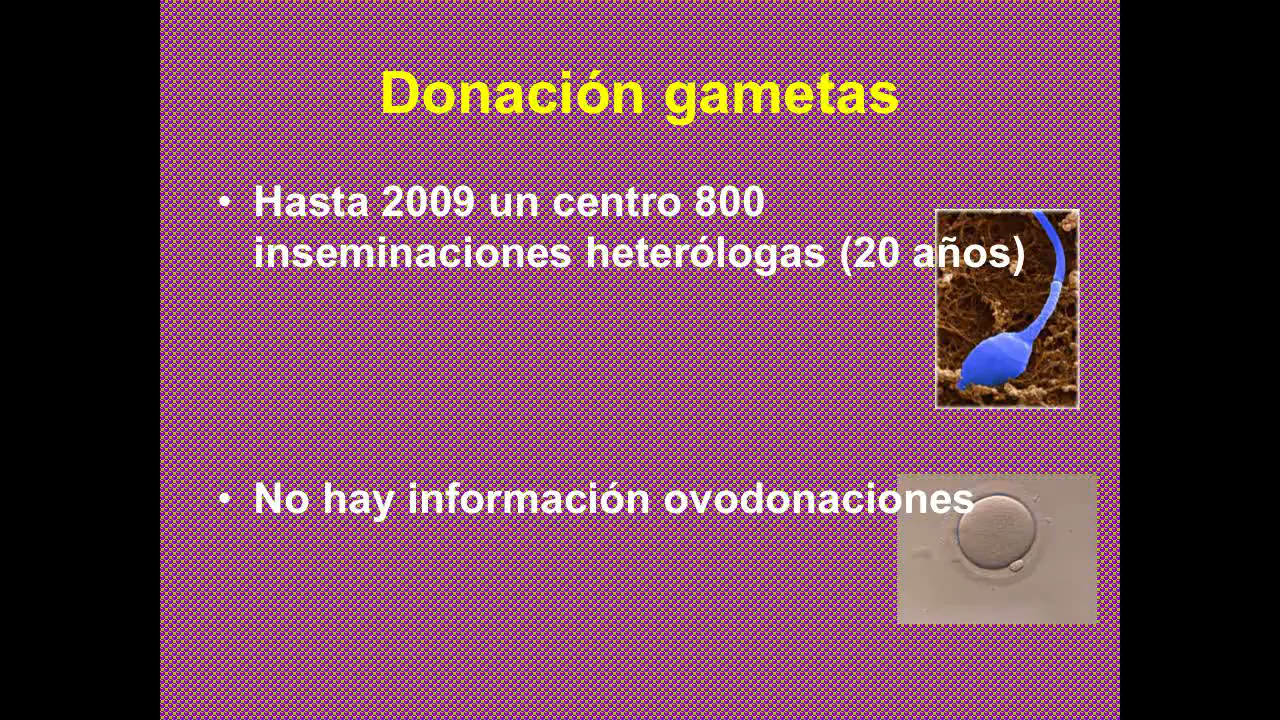 Donación gametas
• Hasta 2009 un centro 800
inseminaciones heterólogas (20 años)
• No hay información ovodonaciones